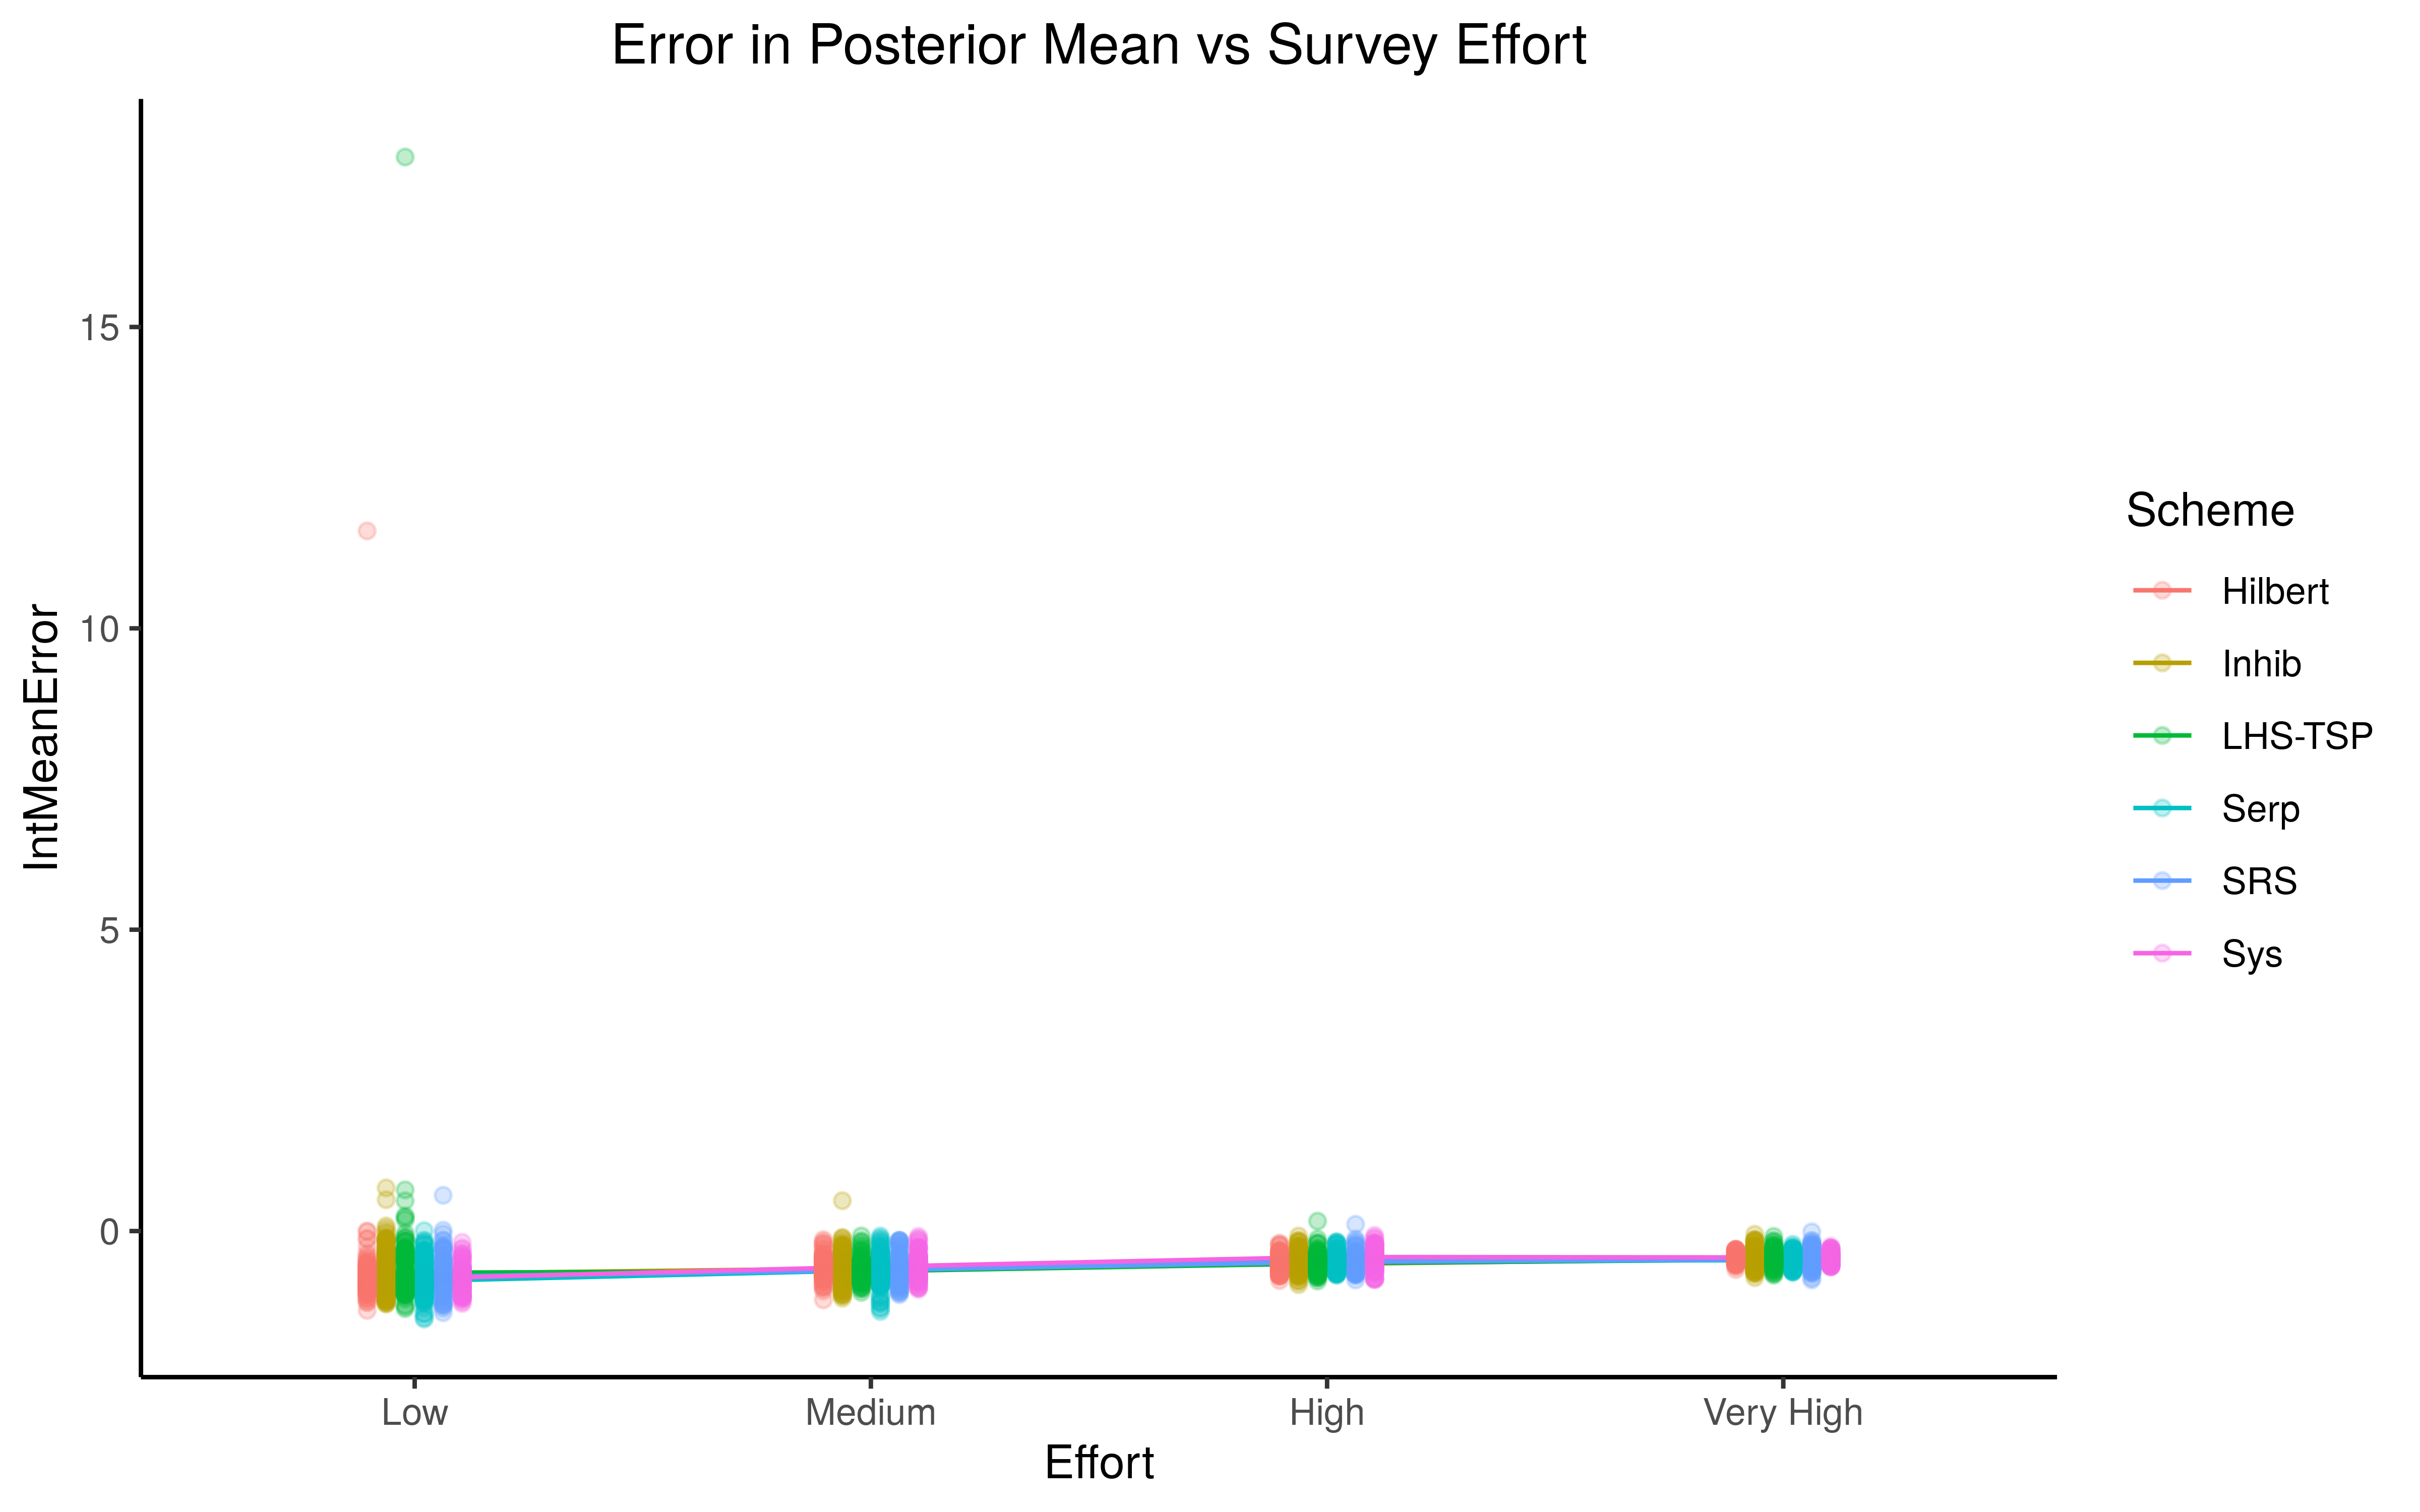 Error in Posterior Mean vs Survey Effort
IntMeanError
15
10
5
0
Low
Medium
High
Very High
Effort
Scheme
Hilbert
Inhib
LHS-TSP
Serp
SRS
Sys